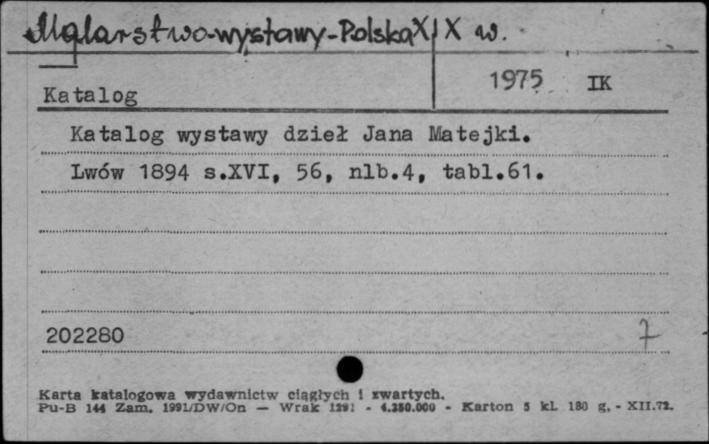 Malarstwo-wystawy-Polska XIX w.
1975 IK
Katalog
Katalog wystawy dzieł Jana Matejki.
Lwów 1894 s.XVI, 56, nlb.4, tabl.61.
202280 7
Karta katalogowa wydawnictw ciągłych i zwartych.
Pu-B 144 Zam. 1991/DW/On — Wrak 1291 - 4.350.000 - Karton 5 kl. 180 g. - XII.72.